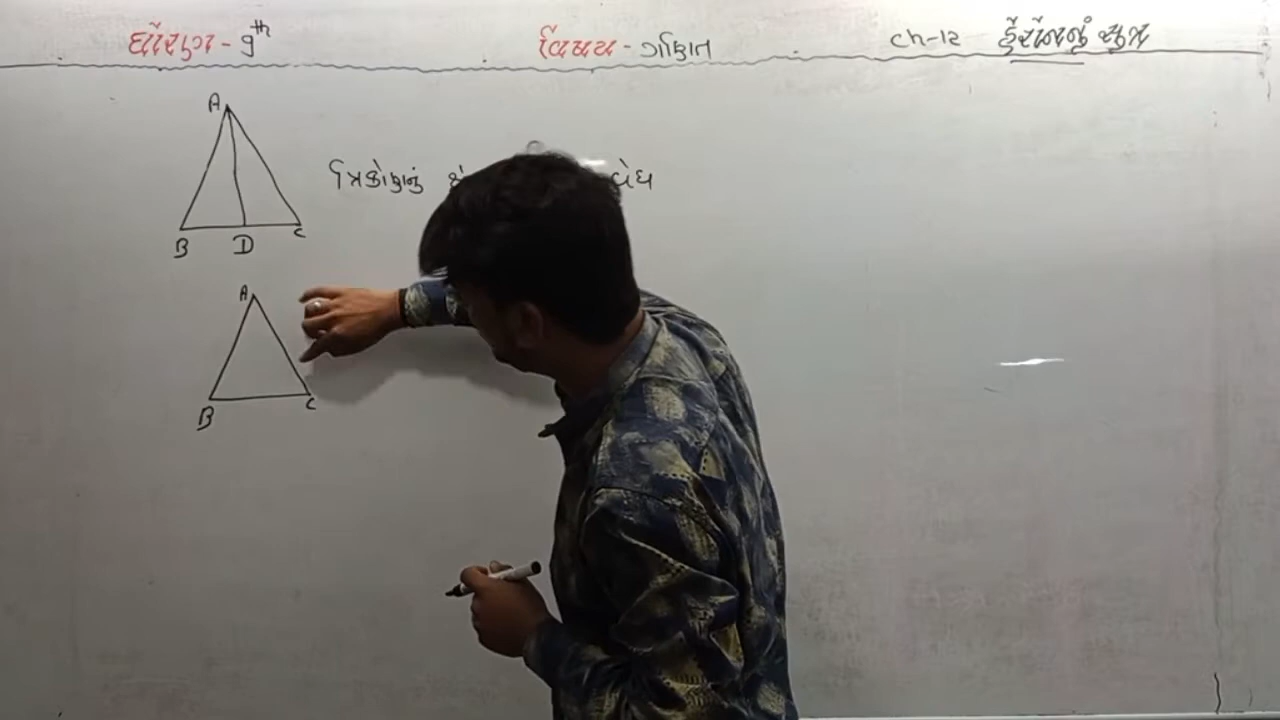 ધોરણ - 9th
વિષય - ગણિત
Ch-12 હેરોનનું સુત્ર
A
ત્રિકોણનું
વેધ
B D C
A
B C